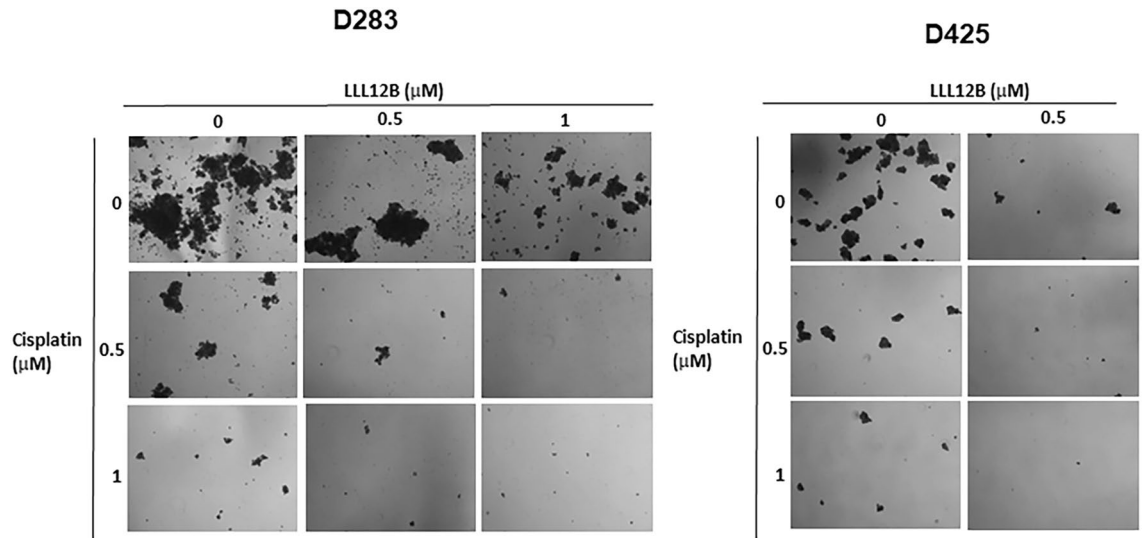 D283
D425
LLL12B (μM)
0 0.5 1
LLL12B (μM)
0 0.5
Cisplatin
(μM)
0
0.5
1
Cisplatin
(μM)
0
0.5
1